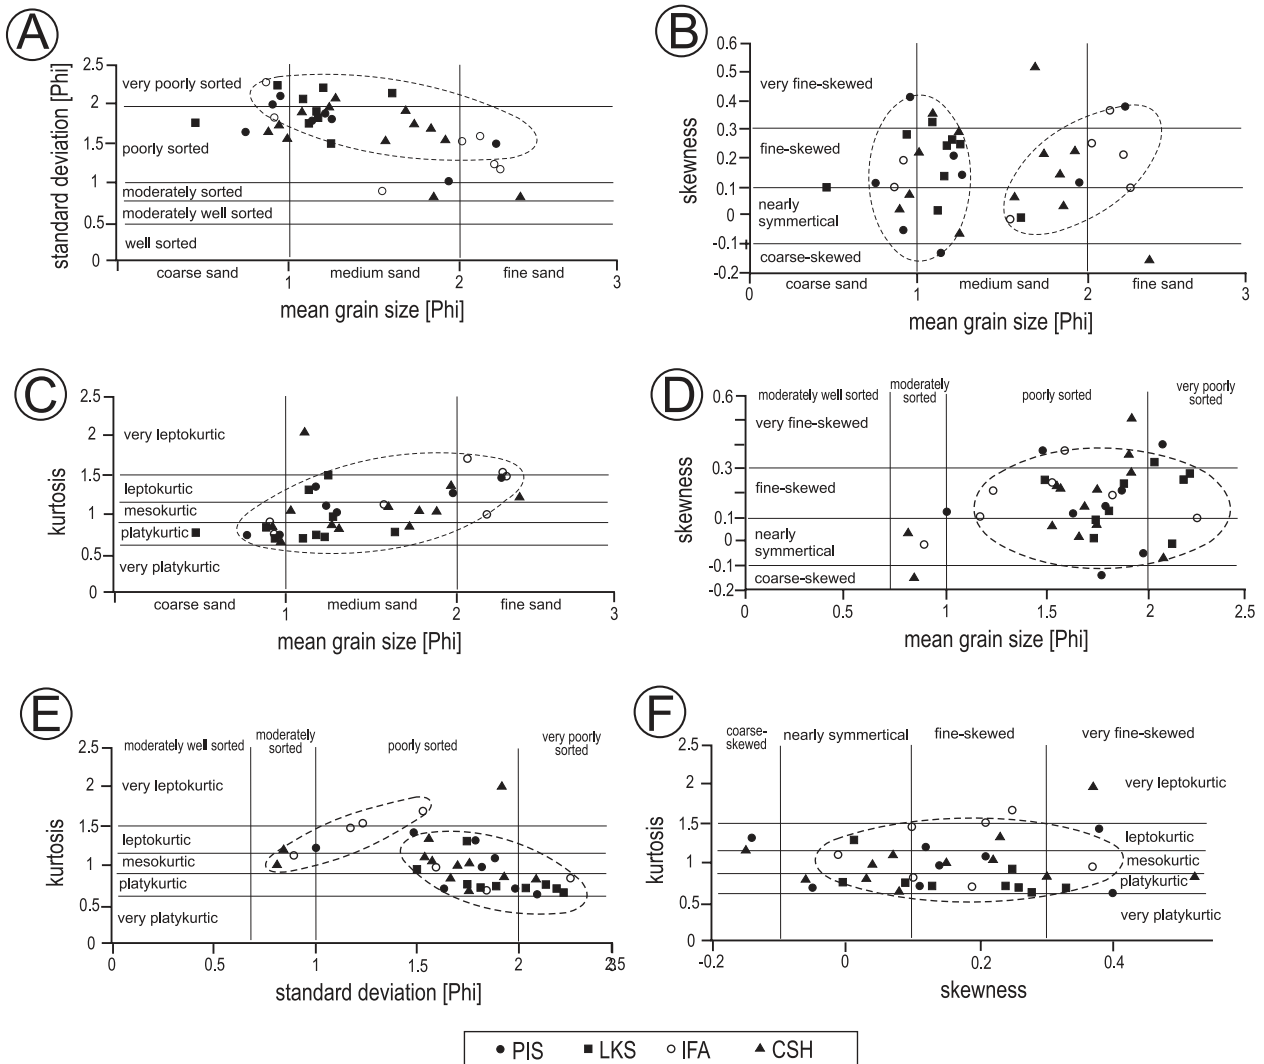 A
standard deviation [Phi]
2.5
2
1.5
1
0.5
0
very poorly sorted
poorly sorted
moderately sorted
moderately well sorted
well sorted
coarse sand
medium sand
fine sand
1
2
3
mean grain size [Phi]
B
skewness
0.6
0.5
0.4
0.3
0.2
0.1
0
-0.1
-0.2
very fine-skewed
fine-skewed
nearly
symmertical
coarse-skewed
coarse sand
medium sand
fine sand
0
1
2
3
mean grain size [Phi]
C
kurtosis
2.5
2
1.5
1
0.5
0
very leptokurtic
leptokurtic
mesokurtic
platykurtic
very platykurtic
coarse sand
medium sand
fine sand
1
2
3
mean grain size [Phi]
D
skewness
moderately well sorted
moderately
sorted
poorly sorted
very poorly
sorted
0.6
0.3
0.1
0
-0.1
-0.2
very fine-skewed
fine-skewed
nearly
symmertical
coarse-skewed
0
0.5
1
1.5
2
2.5
mean grain size [Phi]
E
kurtosis
moderately well sorted
moderately
sorted
poorly sorted
very poorly
sorted
2.5
2
1.5
1
0.5
0
very leptokurtic
leptokurtic
mesokurtic
platykurtic
very platykurtic
0
0.5
1
1.5
2
standard deviation [Phi]
F
kurtosis
coarse-
skewed
nearly symmertical
fine-skewed
very fine-skewed
2.5
2
1.5
1
0.5
0
very leptokurtic
leptokurtic
mesokurtic
platykurtic
very platykurtic
-0.2
0
0.2
0.4
skewness
PIS LKS IFA CSH